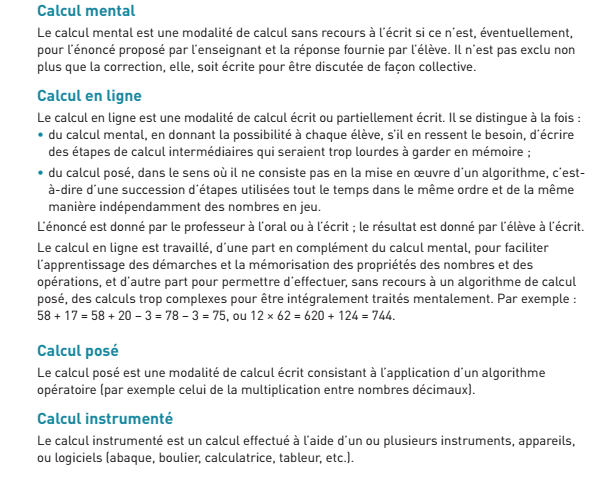 Calcul mental
Le calcul mental est une modalité de calcul sans recours à l'écrit si ce n'est, éventuellement,
pour l'énoncé proposé par l'enseignant et la réponse fournie par l'élève. Il n'est pas exclu non
plus que la correction, elle, soit écrite pour être discutée de façon collective.
Calcul en ligne
Le calcul en ligne est une modalité de calcul écrit ou partiellement écrit. Il se distingue à la fois :
• du calcul mental, en donnant la possibilité à chaque élève, s'il en ressent le besoin, d'écrire
des étapes de calcul intermédiaires qui seraient trop lourdes à garder en mémoire ;
• du calcul posé, dans le sens où il ne consiste pas en la mise en œuvre d'un algorithme, c'est-
à-dire d'une succession d'étapes utilisées tout le temps dans le même ordre et de la même
manière indépendamment des nombres en jeu.
L'énoncé est donné par le professeur à l'oral ou à l'écrit ; le résultat est donné par l'élève à l'écrit.
Le calcul en ligne est travaillé, d'une part en complément du calcul mental, pour faciliter
l'apprentissage des démarches et la mémorisation des propriétés des nombres et des
opérations, et d'autre part pour permettre d'effectuer, sans recours à un algorithme de calcul
posé, des calculs trop complexes pour être intégralement traités mentalement. Par exemple :
58 + 17 = 58 + 20 – 3 = 78 – 3 = 75, ou 12 × 62 = 620 + 124 = 744.
Calcul posé
Le calcul posé est une modalité de calcul écrit consistant à l'application d'un algorithme
opératoire (par exemple celui de la multiplication entre nombres décimaux).
Calcul instrumenté
Le calcul instrumenté est un calcul effectué à l'aide d'un ou plusieurs instruments, appareils,
ou logiciels (abaque, boulier, calculatrice, tableur, etc.).